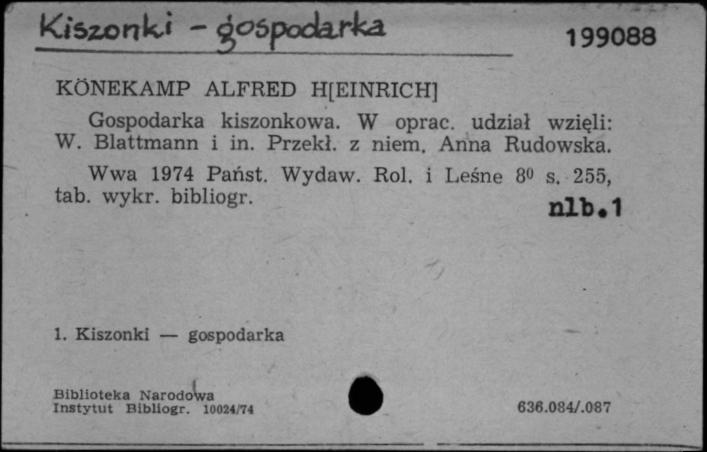 Kiszonki - gospodarka
199088
KÖNEKAMP ALFRED H[EINRICH]
Gospodarka kiszonkowa. W oprac. udział wzięli:
W. Blattmann i in. Przekł. z niem. Anna Rudowska.
Wwa 1974 Państ. Wydaw. Rol. i Leśne 8⁰ s. 255,
tab. wykr. bibliogr.
nlb.1
1. Kiszonki — gospodarka
Biblioteka Narodowa
Instytut Bibliogr. 10024/74
636.084/.087